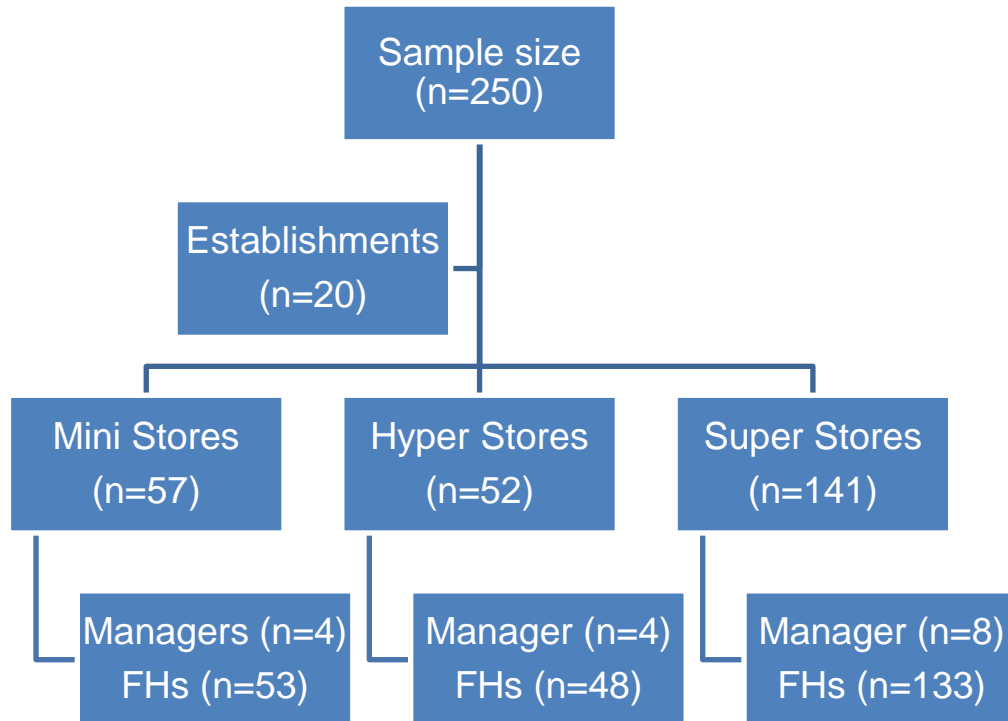 Sample size
(n=250)
Establishments
(n=20)
Mini Stores
(n=57)
Hyper Stores
(n=52)
Super Stores
(n=141)
Managers (n=4)
FHs (n=53)
Manager (n=4)
FHs (n=48)
Manager (n=8)
FHs (n=133)